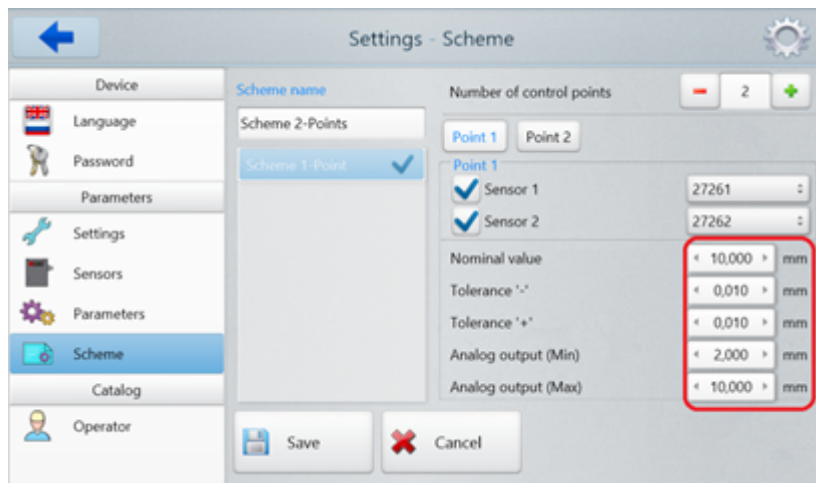 Settings - Scheme
Device
Language
Password
Parameters
Settings
Sensors
Parameters
Scheme
Catalog
Operator
Scheme name
Scheme 2-Points
Scheme 1-Point
Save
Cancel
Number of control points
2
Point 1
Point 2
Point 1
Sensor 1 27261
Sensor 2 27262
Nominal value 10,000 mm
Tolerance '-' 0,010 mm
Tolerance '+' 0,010 mm
Analog output (Min) 2,000 mm
Analog output (Max) 10,000 mm